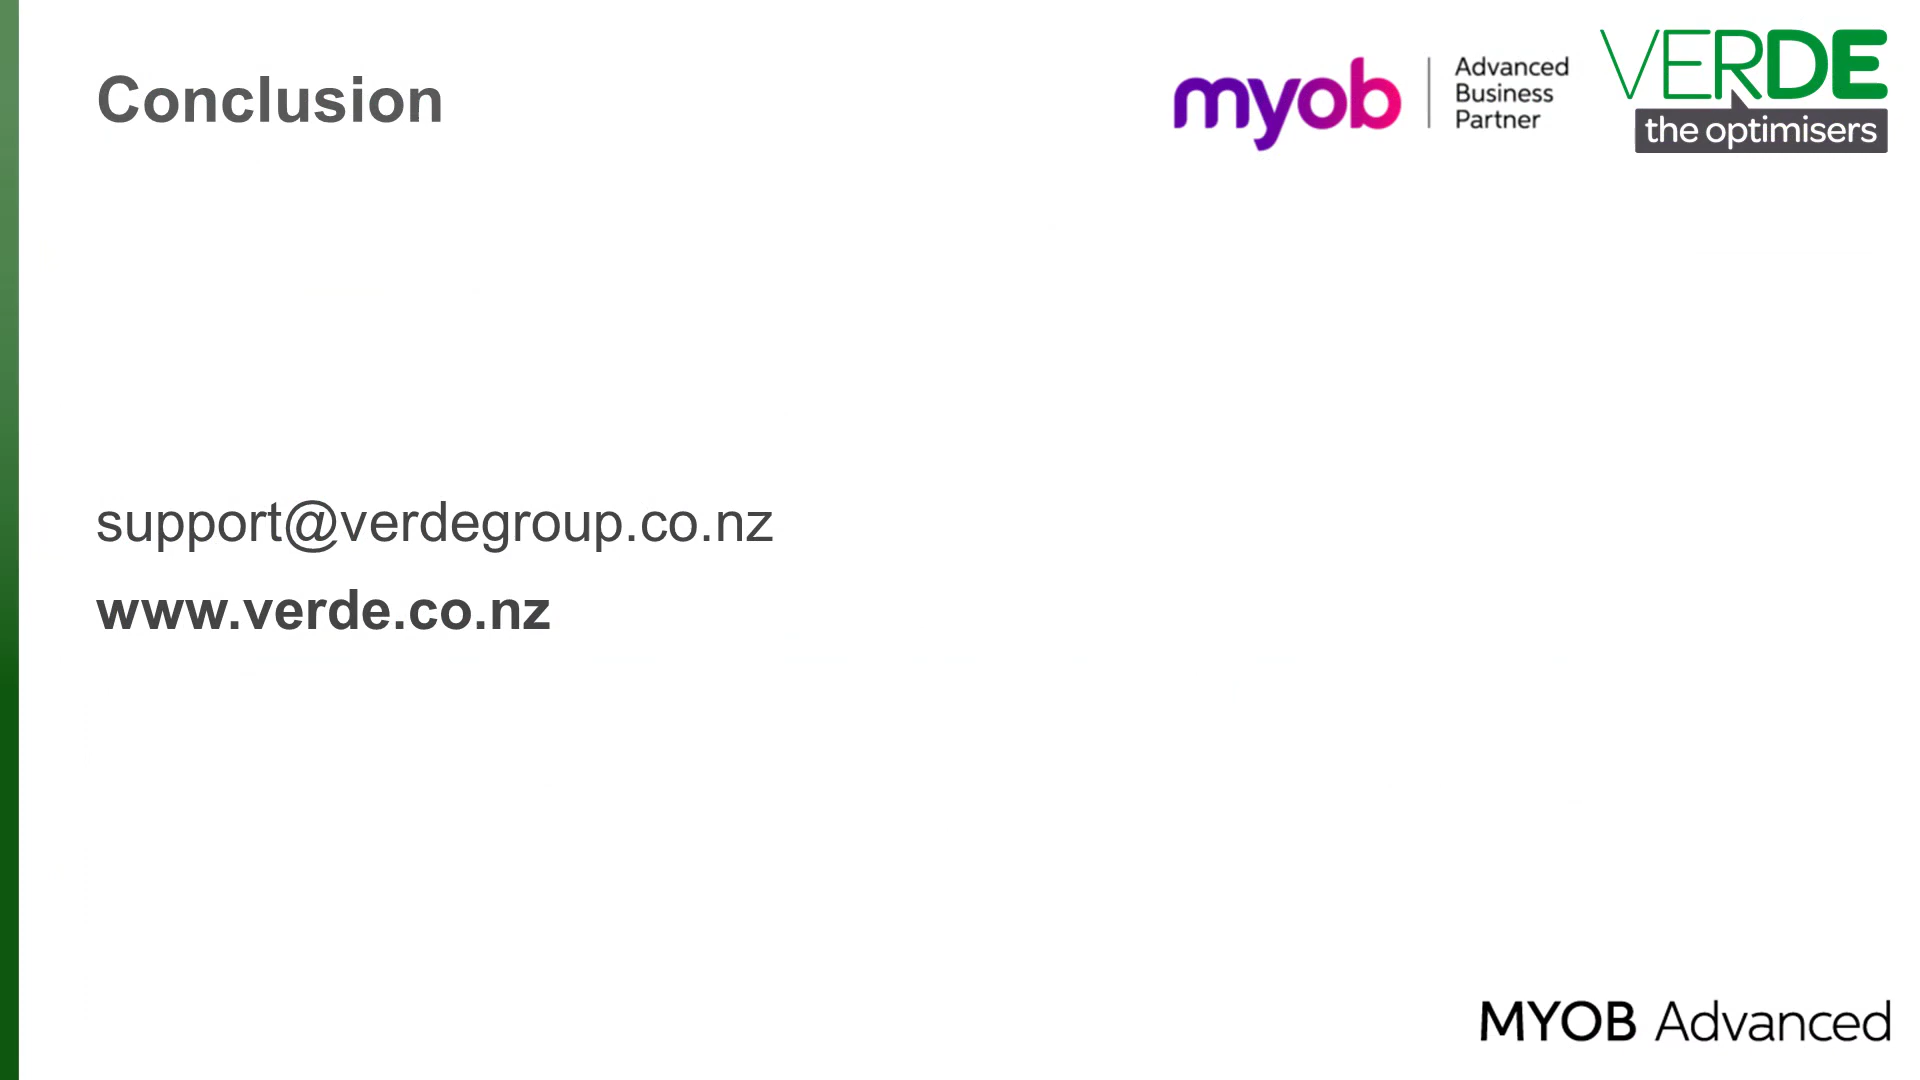 Conclusion
myob
Advanced
Business
Partner
VERDE
the optimisers
support@verdegroup.co.nz
www.verde.co.nz
MYOB Advanced